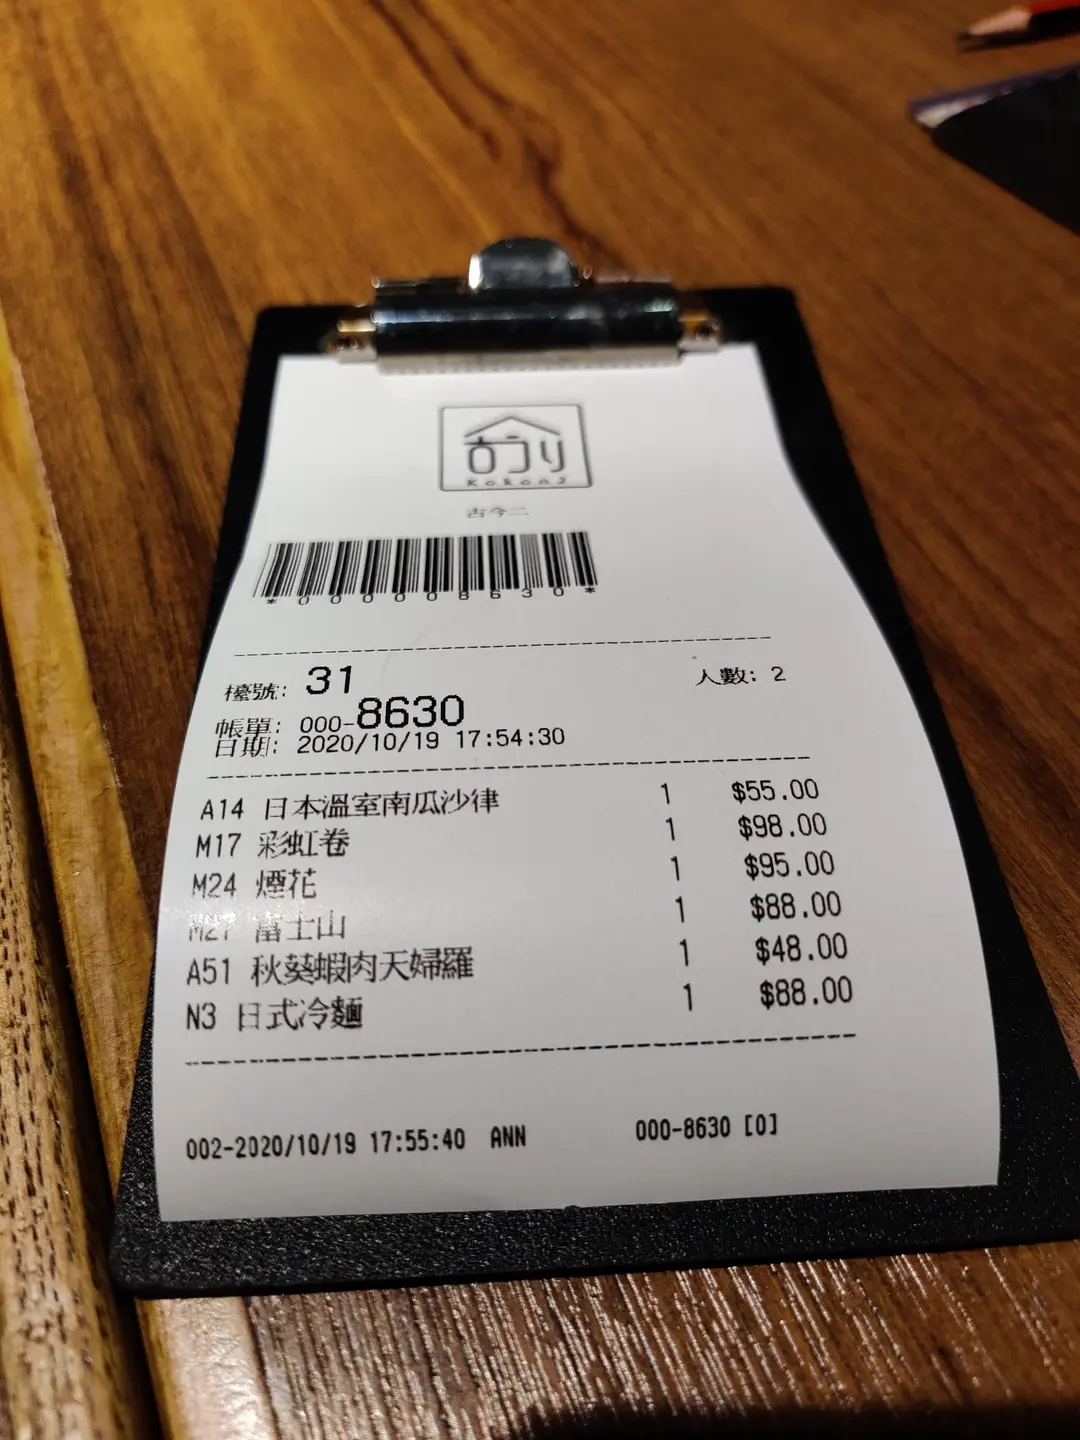 古今二
Kokon2
古今二
*00008630*
檯號: 31 人數: 2
帳單: 000-8630
日期: 2020/10/19 17:54:30
A14 日本溫室南瓜沙律 1 $55.00
M17 彩虹卷 1 $98.00
M24 煙花 1 $95.00
M27 富士山 1 $88.00
A51 秋葵蝦肉天婦羅 1 $48.00
N3 日式冷麵 1 $88.00
002-2020/10/19 17:55:40 ANN 000-8630 [0]